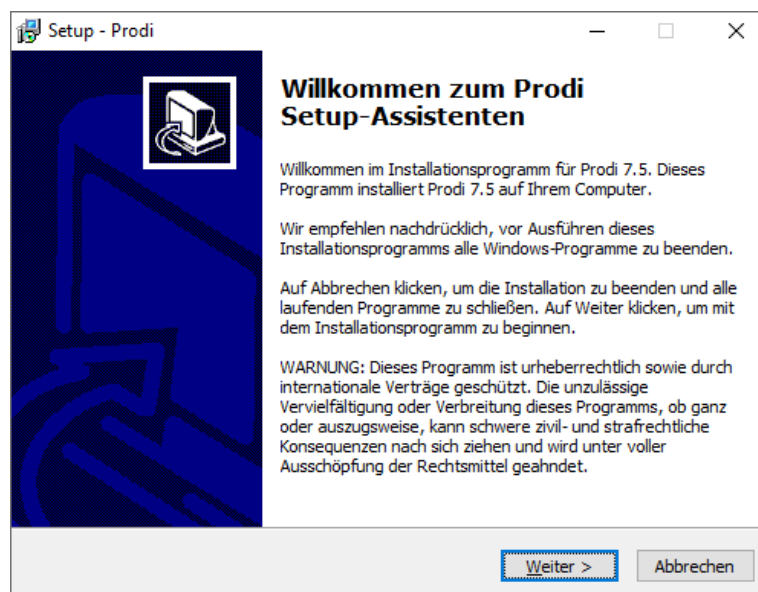 Setup - Prodi
Willkommen zum Prodi
Setup-Assistenten
Willkommen im Installationsprogramm für Prodi 7.5. Dieses
Programm installiert Prodi 7.5 auf Ihrem Computer.
Wir empfehlen nachdrücklich, vor Ausführen dieses
Installationsprogramms alle Windows-Programme zu beenden.
Auf Abbrechen klicken, um die Installation zu beenden und alle
laufenden Programme zu schließen. Auf Weiter klicken, um mit
dem Installationsprogramm zu beginnen.
WARNUNG: Dieses Programm ist urheberrechtlich sowie durch
internationale Verträge geschützt. Die unzulässige
Vervielfältigung oder Verbreitung dieses Programms, ob ganz
oder auszugsweise, kann schwere zivil- und strafrechtliche
Konsequenzen nach sich ziehen und wird unter voller
Ausschöpfung der Rechtsmittel geahndet.
Weiter > Abbrechen